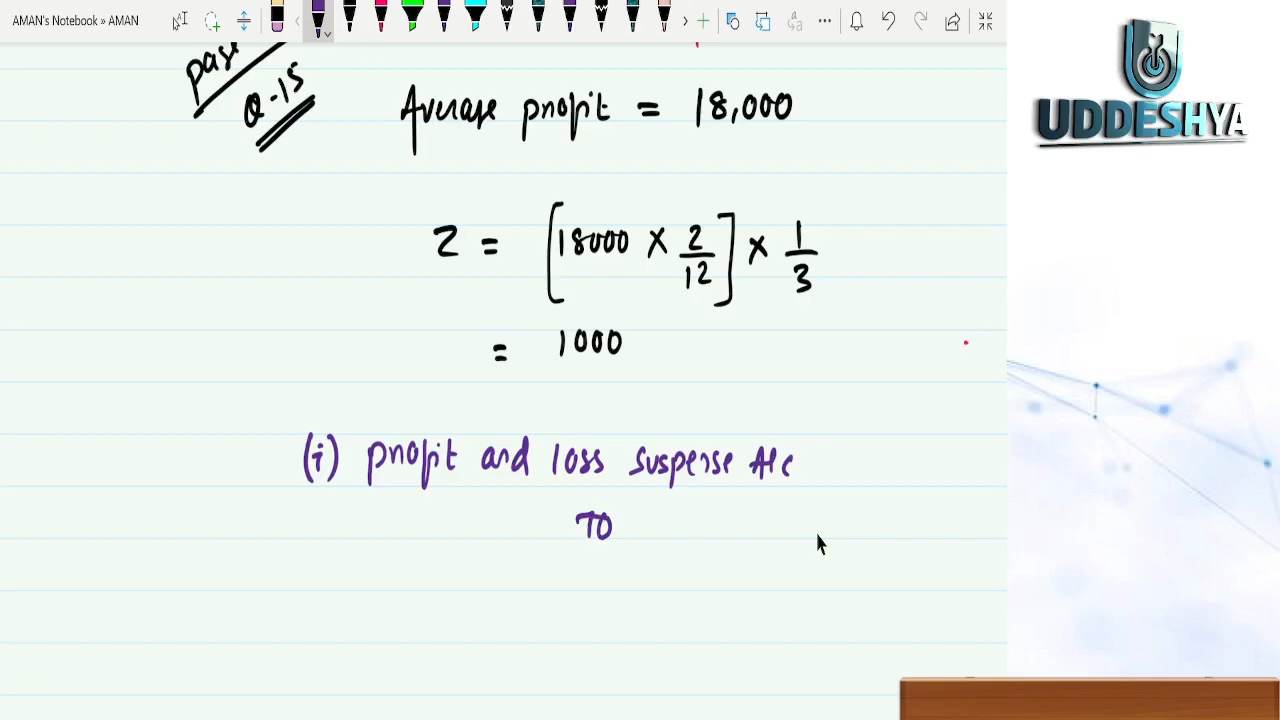 AMAN's Notebook » AMAN
Q-15
Average profit = 18,000
Z = [18000 × 2/12] × 1/3
= 1000
(i) profit and loss suspense A/c
TO
UDDESHYA